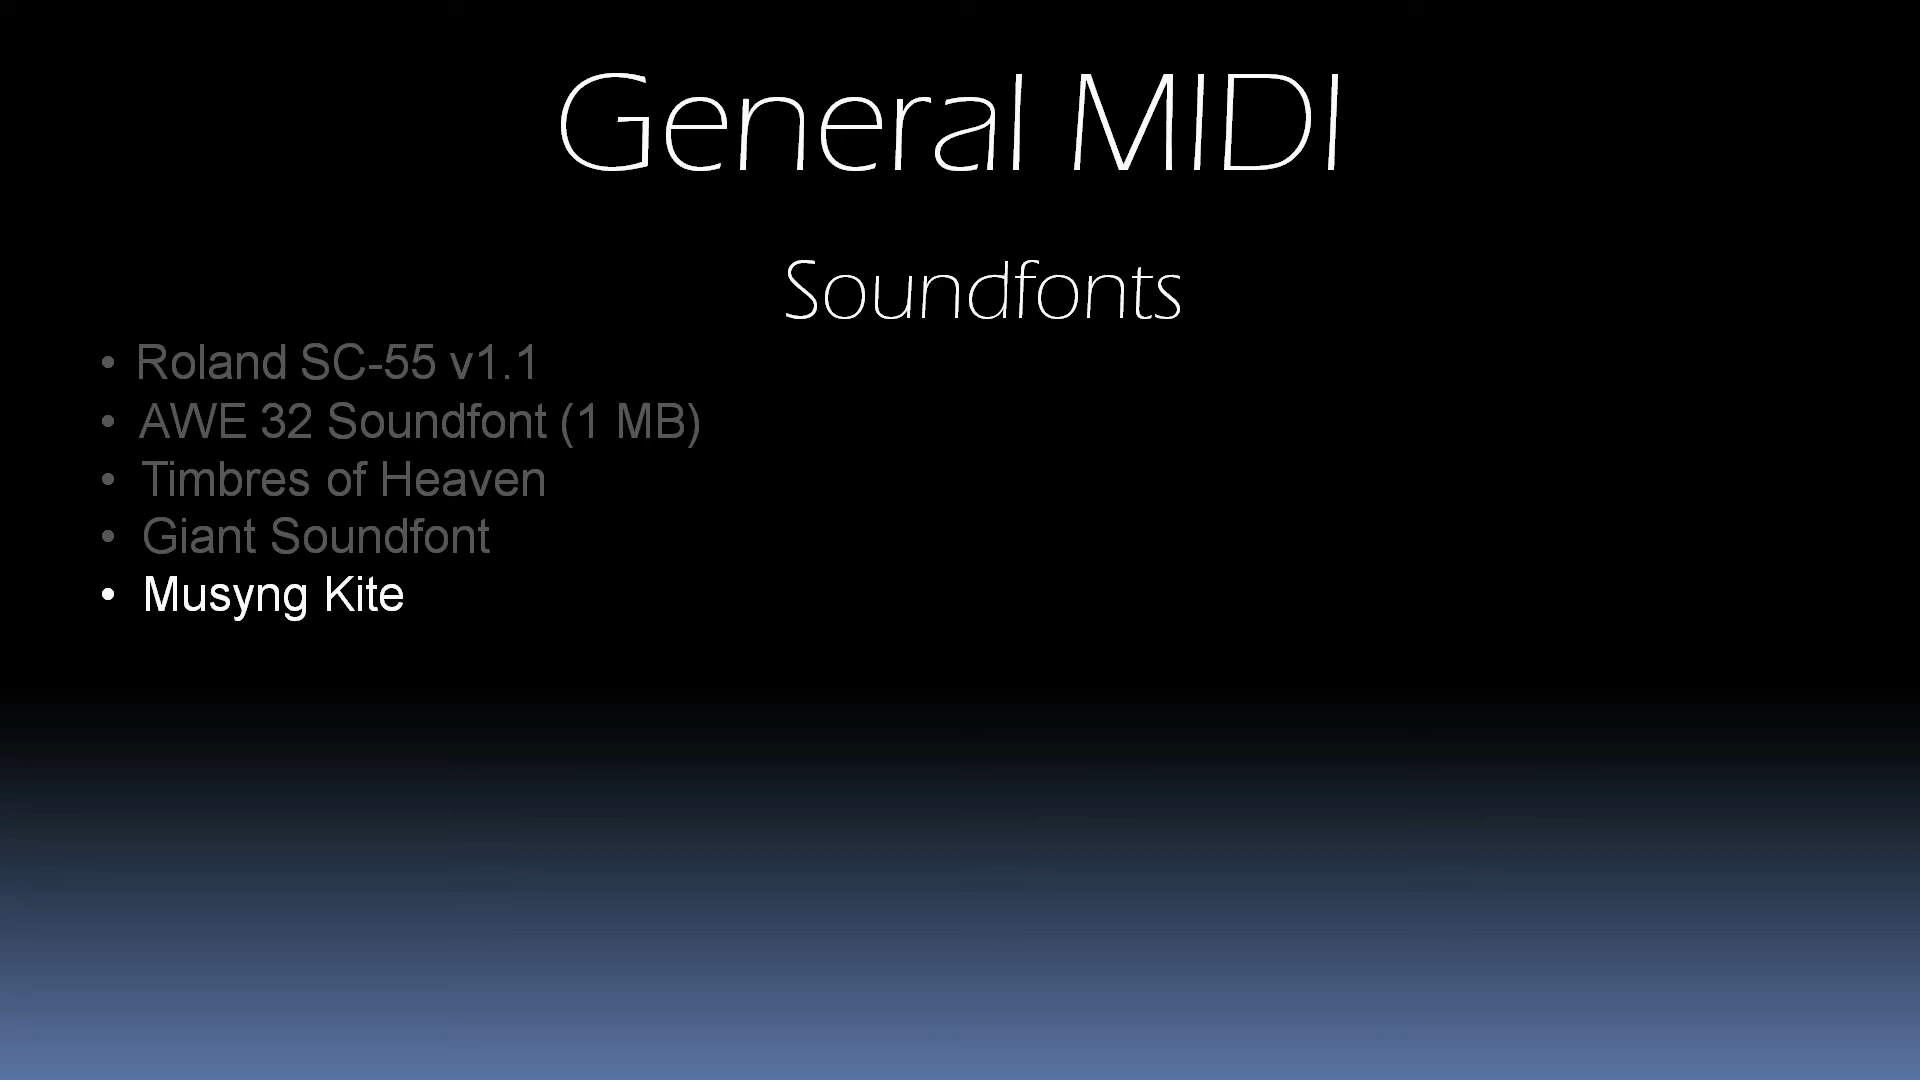 General MIDI
Soundfonts
• Roland SC-55 v1.1
• AWE 32 Soundfont (1 MB)
• Timbres of Heaven
• Giant Soundfont
• Musyng Kite